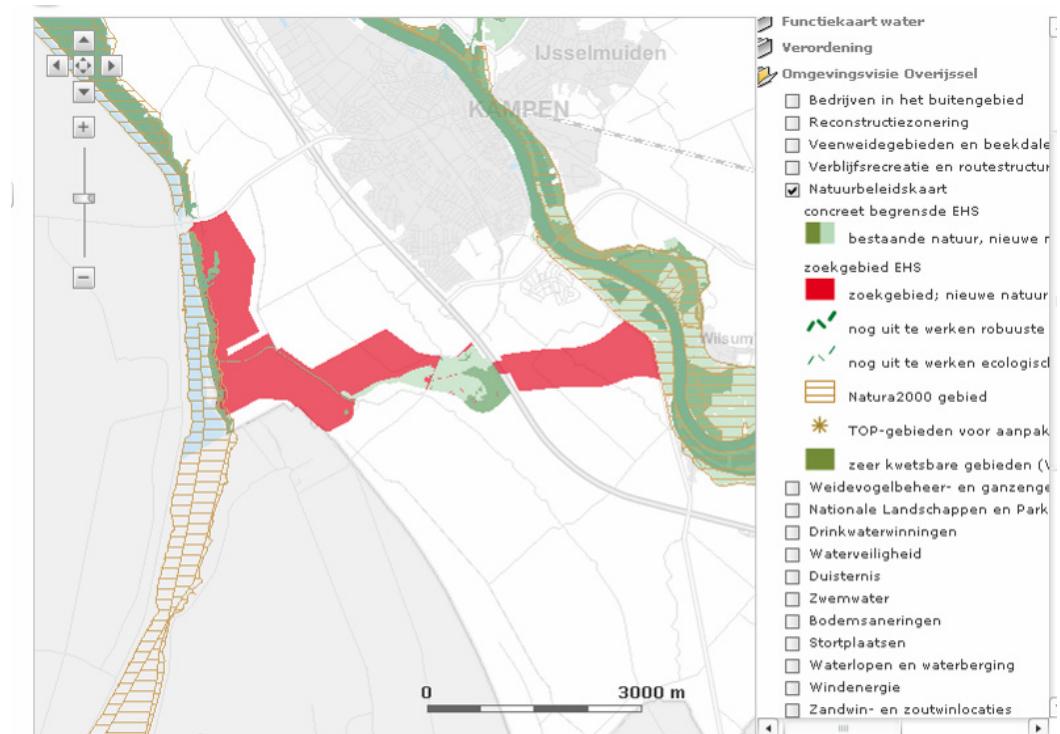 IJsselmuiden
KAMPEN
Wilsum
0 3000 m
Functiekaart water
Verordening
Omgevingsvisie Overijssel
Bedrijven in het buitengebied
Reconstructiezonering
Veenweidegebieden en beekdale
Verblijfsrecreatie en routestructur
Natuurbeleidskaart
concreet begrensde EHS
bestaande natuur, nieuwe r
zoekgebied EHS
zoekgebied; nieuwe natuur
nog uit te werken robuuste
nog uit te werken ecologiscl
Natura2000 gebied
TOP-gebieden voor aanpak
zeer kwetsbare gebieden (V
Weidevogelbeheer- en ganzenge
Nationale Landschappen en Park
Drinkwaterwinningen
Waterveiligheid
Duisternis
Zwemwater
Bodemsaneringen
Stortplaatsen
Waterlopen en waterberging
Windenergie
Zandwin- en zoutwinlocaties